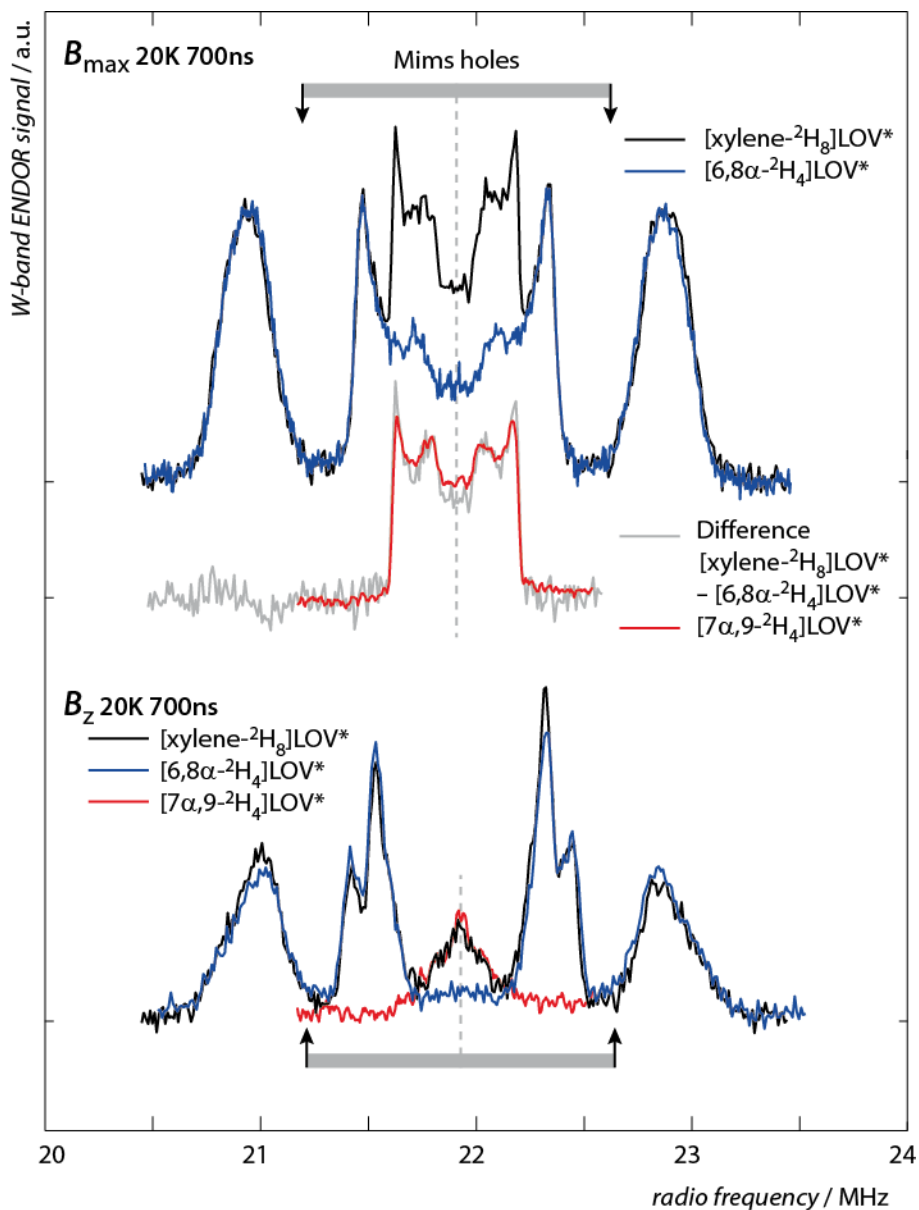 W-band ENDOR signal / a.u.
Bmax 20K 700ns
Mims holes
[xylene-²H₈]LOV*
[6,8α-²H₄]LOV*
Difference
[xylene-²H₈]LOV*
– [6,8α-²H₄]LOV*
[7α,9-²H₄]LOV*
Bz 20K 700ns
[xylene-²H₈]LOV*
[6,8α-²H₄]LOV*
[7α,9-²H₄]LOV*
20 21 22 23 24
radio frequency / MHz